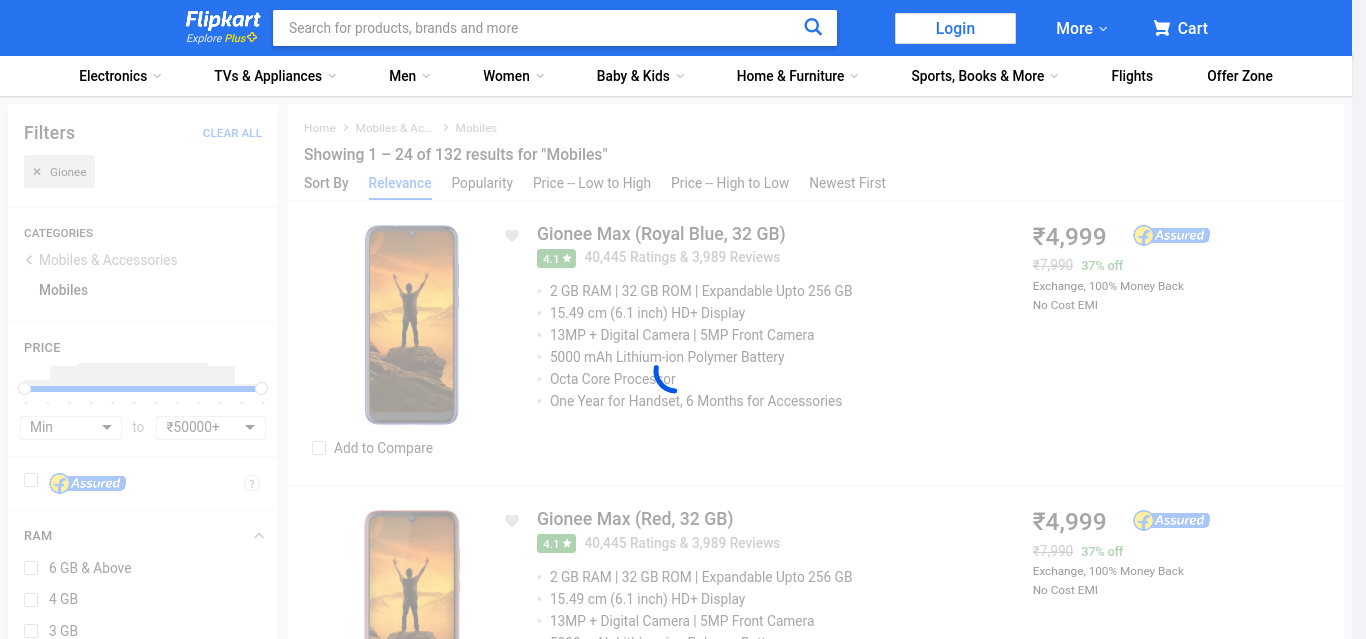 Flipkart
Explore Plus
Search for products, brands and more
Login
More
Cart
Electronics
TVs & Appliances
Men
Women
Baby & Kids
Home & Furniture
Sports, Books & More
Flights
Offer Zone
Filters
CLEAR ALL
✕ Gionee
CATEGORIES
Mobiles & Accessories
Mobiles
PRICE
Min
to
₹50000+
Assured
?
RAM
6 GB & Above
4 GB
3 GB
Home
Mobiles & Ac...
Mobiles
Showing 1 – 24 of 132 results for "Mobiles"
Sort By
Relevance
Popularity
Price -- Low to High
Price -- High to Low
Newest First
Gionee Max (Royal Blue, 32 GB)
4.1 ★ 40,445 Ratings & 3,989 Reviews
2 GB RAM | 32 GB ROM | Expandable Upto 256 GB
15.49 cm (6.1 inch) HD+ Display
13MP + Digital Camera | 5MP Front Camera
5000 mAh Lithium-ion Polymer Battery
Octa Core Processor
One Year for Handset, 6 Months for Accessories
₹4,999
Assured
₹7,990 37% off
Exchange, 100% Money Back
No Cost EMI
Add to Compare
Gionee Max (Red, 32 GB)
4.1 ★ 40,445 Ratings & 3,989 Reviews
2 GB RAM | 32 GB ROM | Expandable Upto 256 GB
15.49 cm (6.1 inch) HD+ Display
13MP + Digital Camera | 5MP Front Camera
₹4,999
Assured
₹7,990 37% off
Exchange, 100% Money Back
No Cost EMI